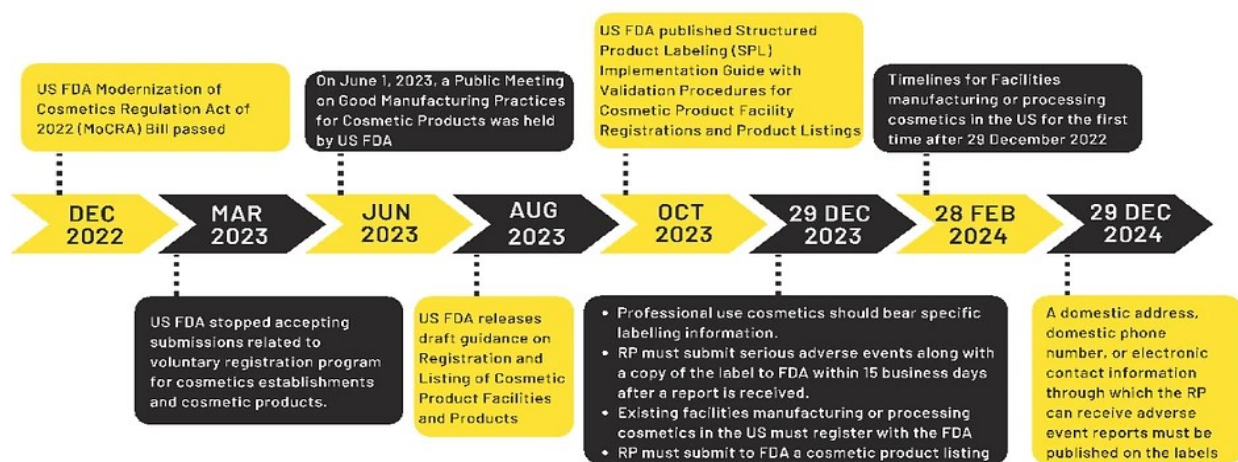 US FDA Modernization of
Cosmetics Regulation Act of
2022 (MoCRA) Bill passed
On June 1, 2023, a Public Meeting
on Good Manufacturing Practices
for Cosmetic Products was held
by US FDA
US FDA published Structured
Product Labeling (SPL)
Implementation Guide with
Validation Procedures for
Cosmetic Product Facility
Registrations and Product Listings
Timelines for Facilities
manufacturing or processing
cosmetics in the US for the first
time after 29 December 2022
DEC
2022
MAR
2023
JUN
2023
AUG
2023
OCT
2023
29 DEC
2023
28 FEB
2024
29 DEC
2024
US FDA stopped accepting
submissions related to
voluntary registration program
for cosmetics establishments
and cosmetic products.
US FDA releases
draft guidance on
Registration and
Listing of Cosmetic
Product Facilities
and Products
• Professional use cosmetics should bear specific
labelling information.
• RP must submit serious adverse events along with
a copy of the label to FDA within 15 business days
after a report is received.
• Existing facilities manufacturing or processing
cosmetics in the US must register with the FDA
• RP must submit to FDA a cosmetic product listing
A domestic address,
domestic phone
number, or electronic
contact information
through which the RP
can receive adverse
event reports must be
published on the labels